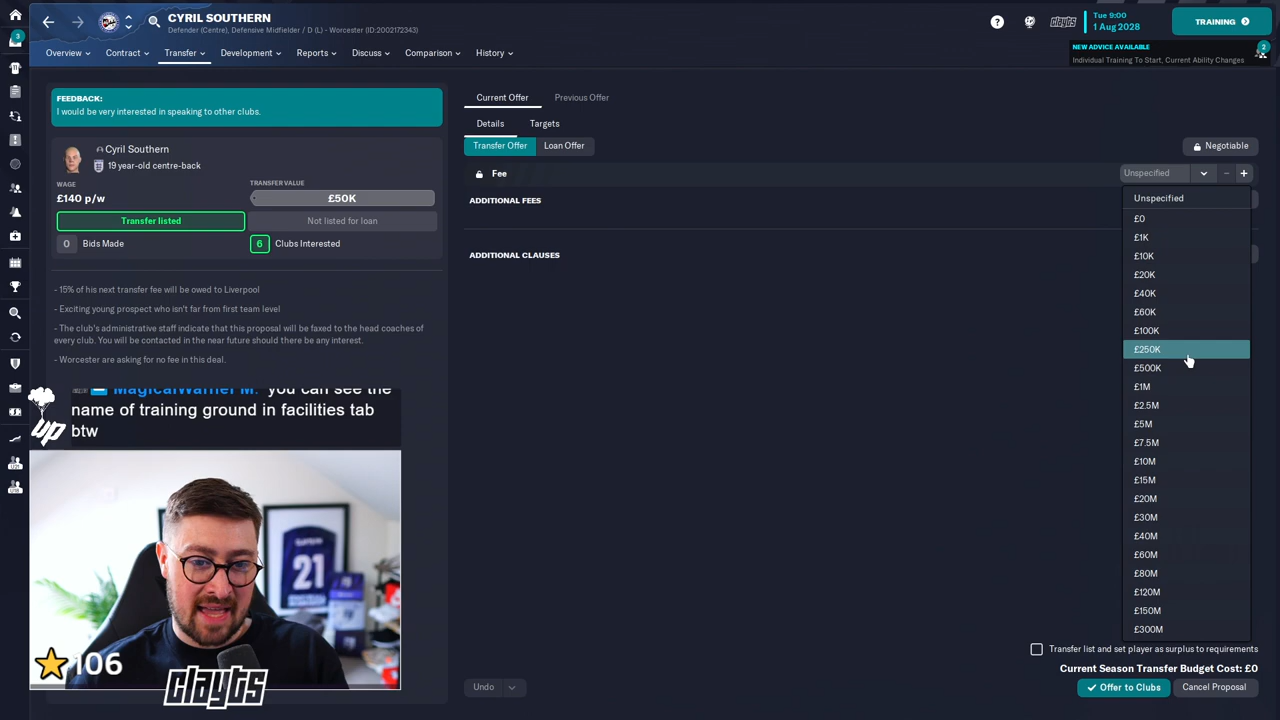 CYRIL SOUTHERN
Defender (Centre), Defensive Midfielder / D (L) - Worcester (ID:2002172343)
Tue 9:00
1 Aug 2028
TRAINING
3
Overview
Contract
Transfer
Development
Reports
Discuss
Comparison
History
NEW ADVICE AVAILABLE
Individual Training To Start, Current Ability Changes
2
FEEDBACK:
I would be very interested in speaking to other clubs.
Cyril Southern
19 year-old centre-back
WAGE
£140 p/w
TRANSFER VALUE
£50K
Transfer listed
Not listed for loan
0 Bids Made
6 Clubs Interested
- 15% of his next transfer fee will be owed to Liverpool
- Exciting young prospect who isn't far from first team level
- The club's administrative staff indicate that this proposal will be faxed to the head coaches of
every club. You will be contacted in the near future should there be any interest.
- Worcester are asking for no fee in this deal.
MagicalWaffler M: you can see the
name of training ground in facilities tab
btw
up
21
106
clayts
Current Offer
Previous Offer
Details
Targets
Transfer Offer
Loan Offer
Negotiable
Fee
Unspecified
ADDITIONAL FEES
ADDITIONAL CLAUSES
Unspecified
£0
£1K
£10K
£20K
£40K
£60K
£100K
£250K
£500K
£1M
£2.5M
£5M
£7.5M
£10M
£15M
£20M
£30M
£40M
£60M
£80M
£120M
£150M
£300M
Transfer list and set player as surplus to requirements
Current Season Transfer Budget Cost: £0
Undo
Offer to Clubs
Cancel Proposal